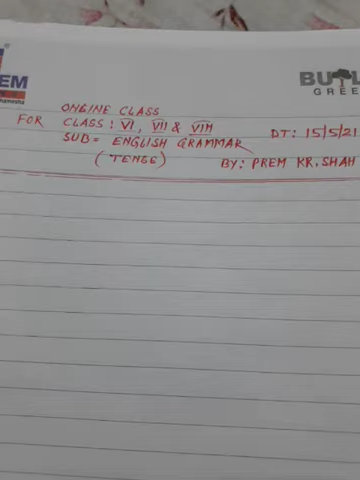 EM
BU
GREE
ONGINE CLASS
FOR CLASS: VI, VII & VIII
SUB= ENGLISH GRAMMAR DT: 15/5/21
(TENSE) BY: PREM KR. SHAH